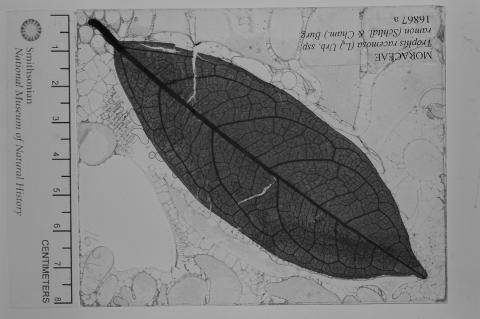 MORACEAE
Trophis racemosa (L.) Urb. ssp.
ramon (Schltdl. & Cham.) Burg.
16867 a
Smithsonian
National Museum of Natural History
1
2
3
4
5
6
7
8
CENTIMETERS